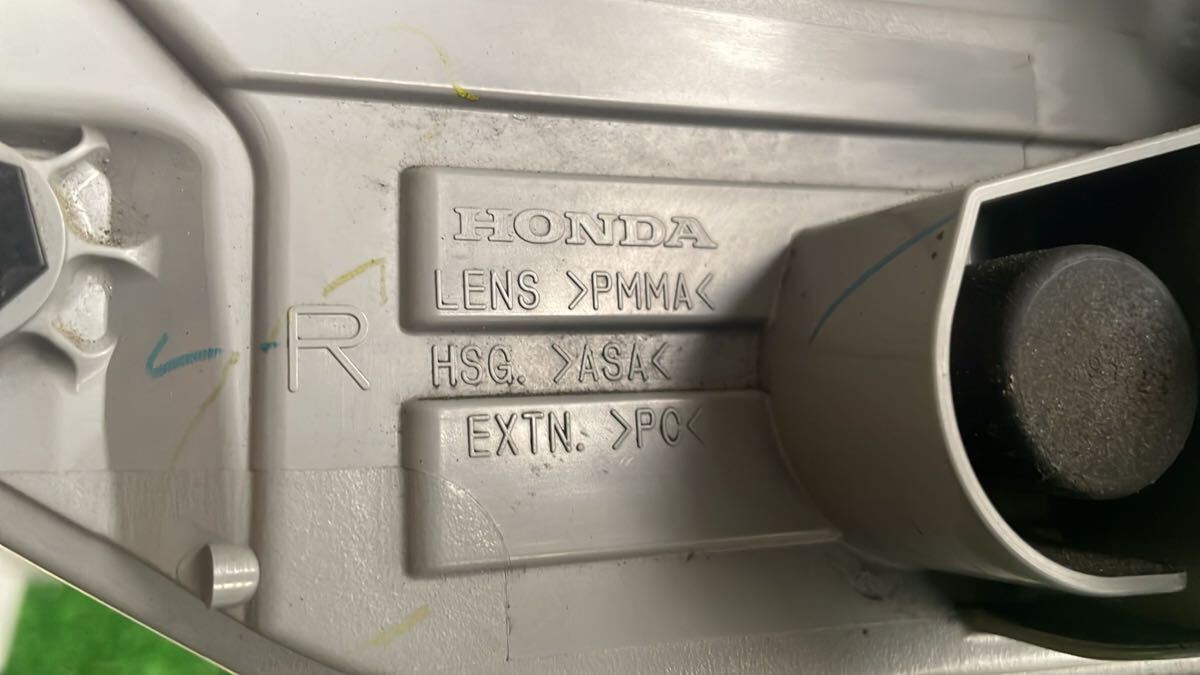 HONDA
LENS >PMMA<
R
HSG. >ASA<
EXTN. >PC<